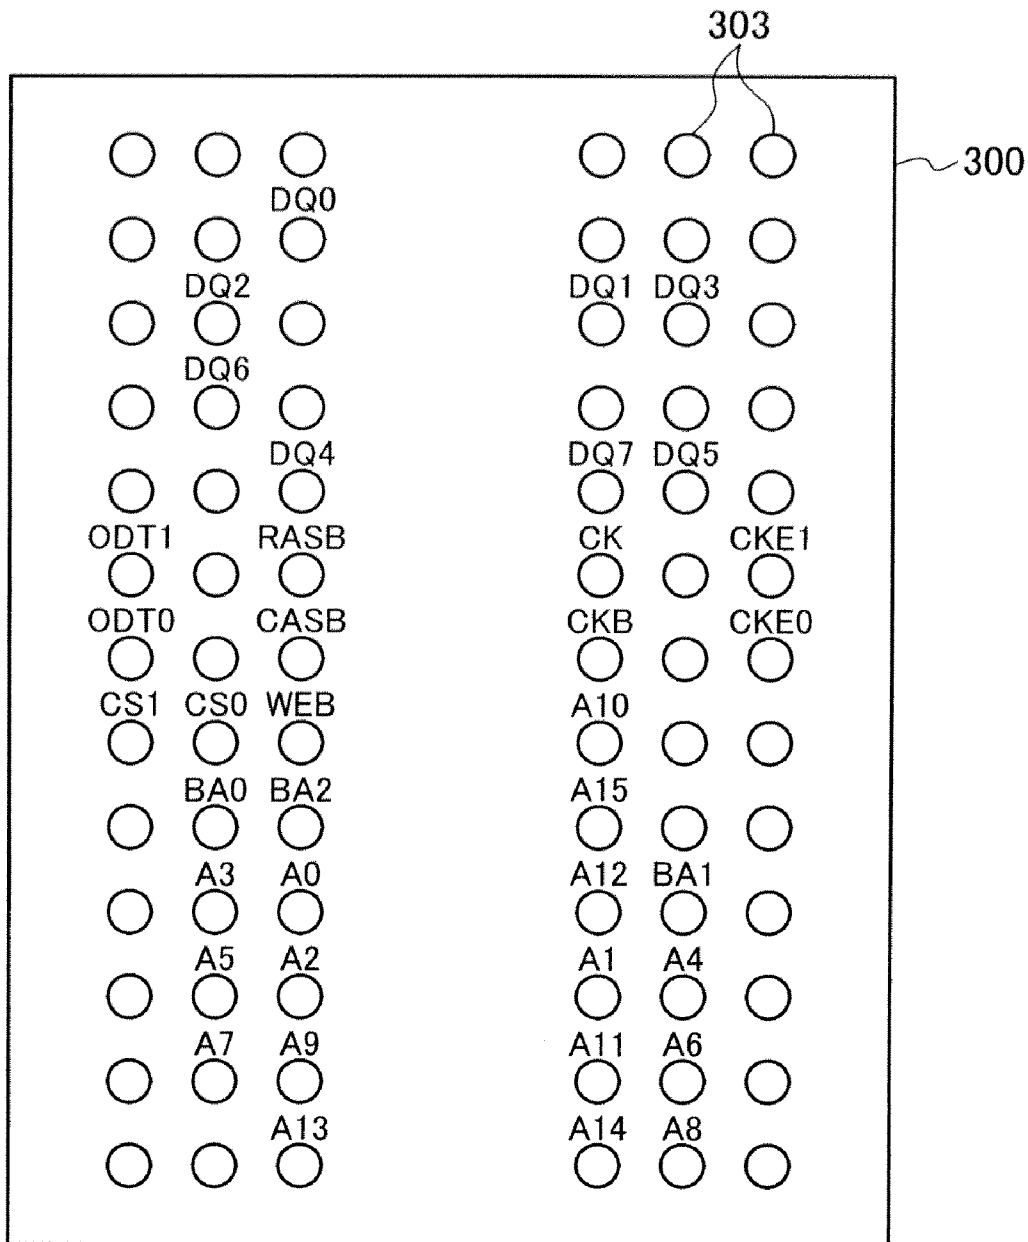 303
300
DQ0
DQ2 DQ1 DQ3
DQ6
DQ4 DQ7 DQ5
ODT1 RASB CK CKE1
ODT0 CASB CKB CKE0
CS1 CS0 WEB A10
BA0 BA2 A15
A3 A0 A12 BA1
A5 A2 A1 A4
A7 A9 A11 A6
A13 A14 A8